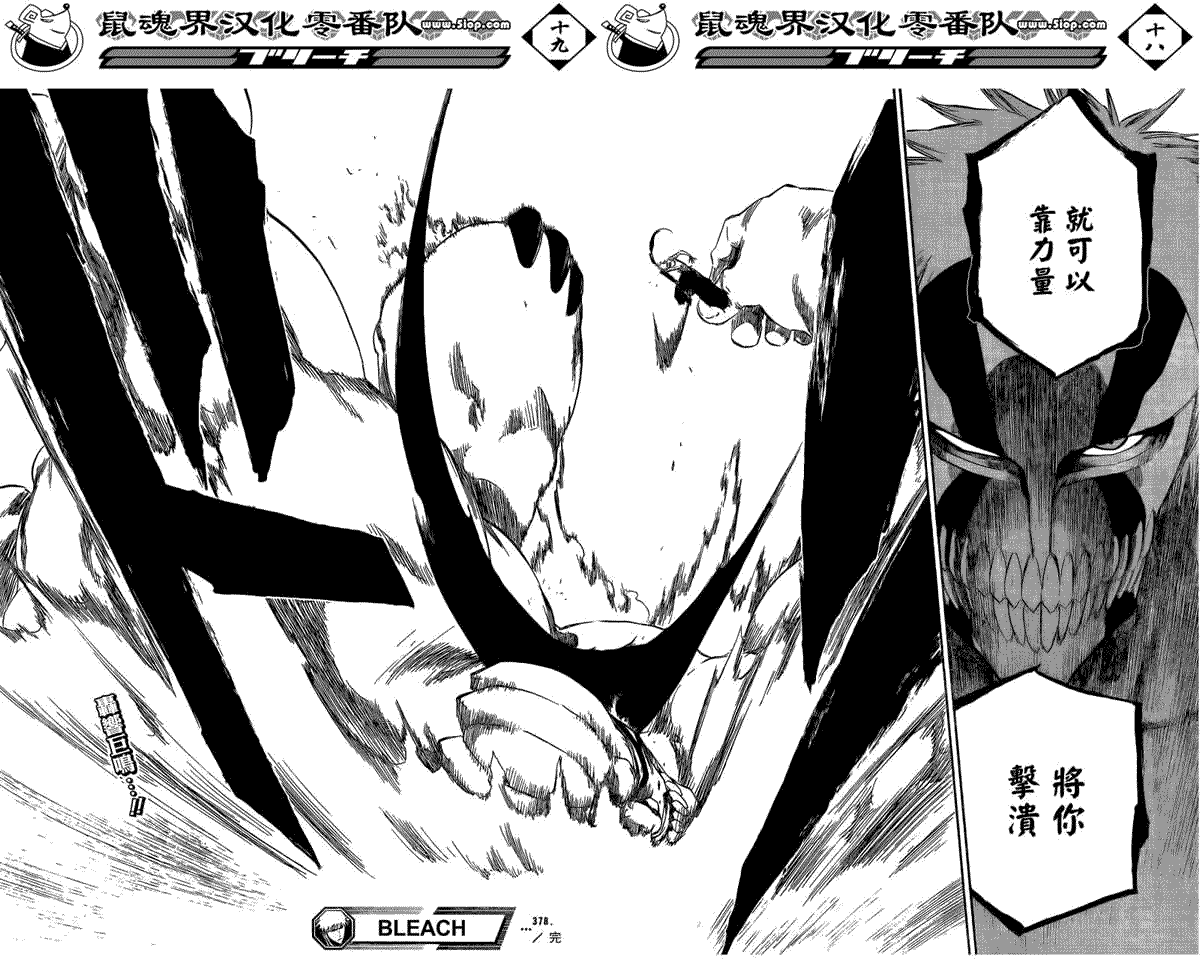 鼠魂界汉化零番队 www.51op.com
ブリーチ
十九
鼠魂界汉化零番队 www.51op.com
ブリーチ
十八
就可以
靠力量
將你
擊潰
轟響巨鳴…!!
BLEACH
…378.
/完